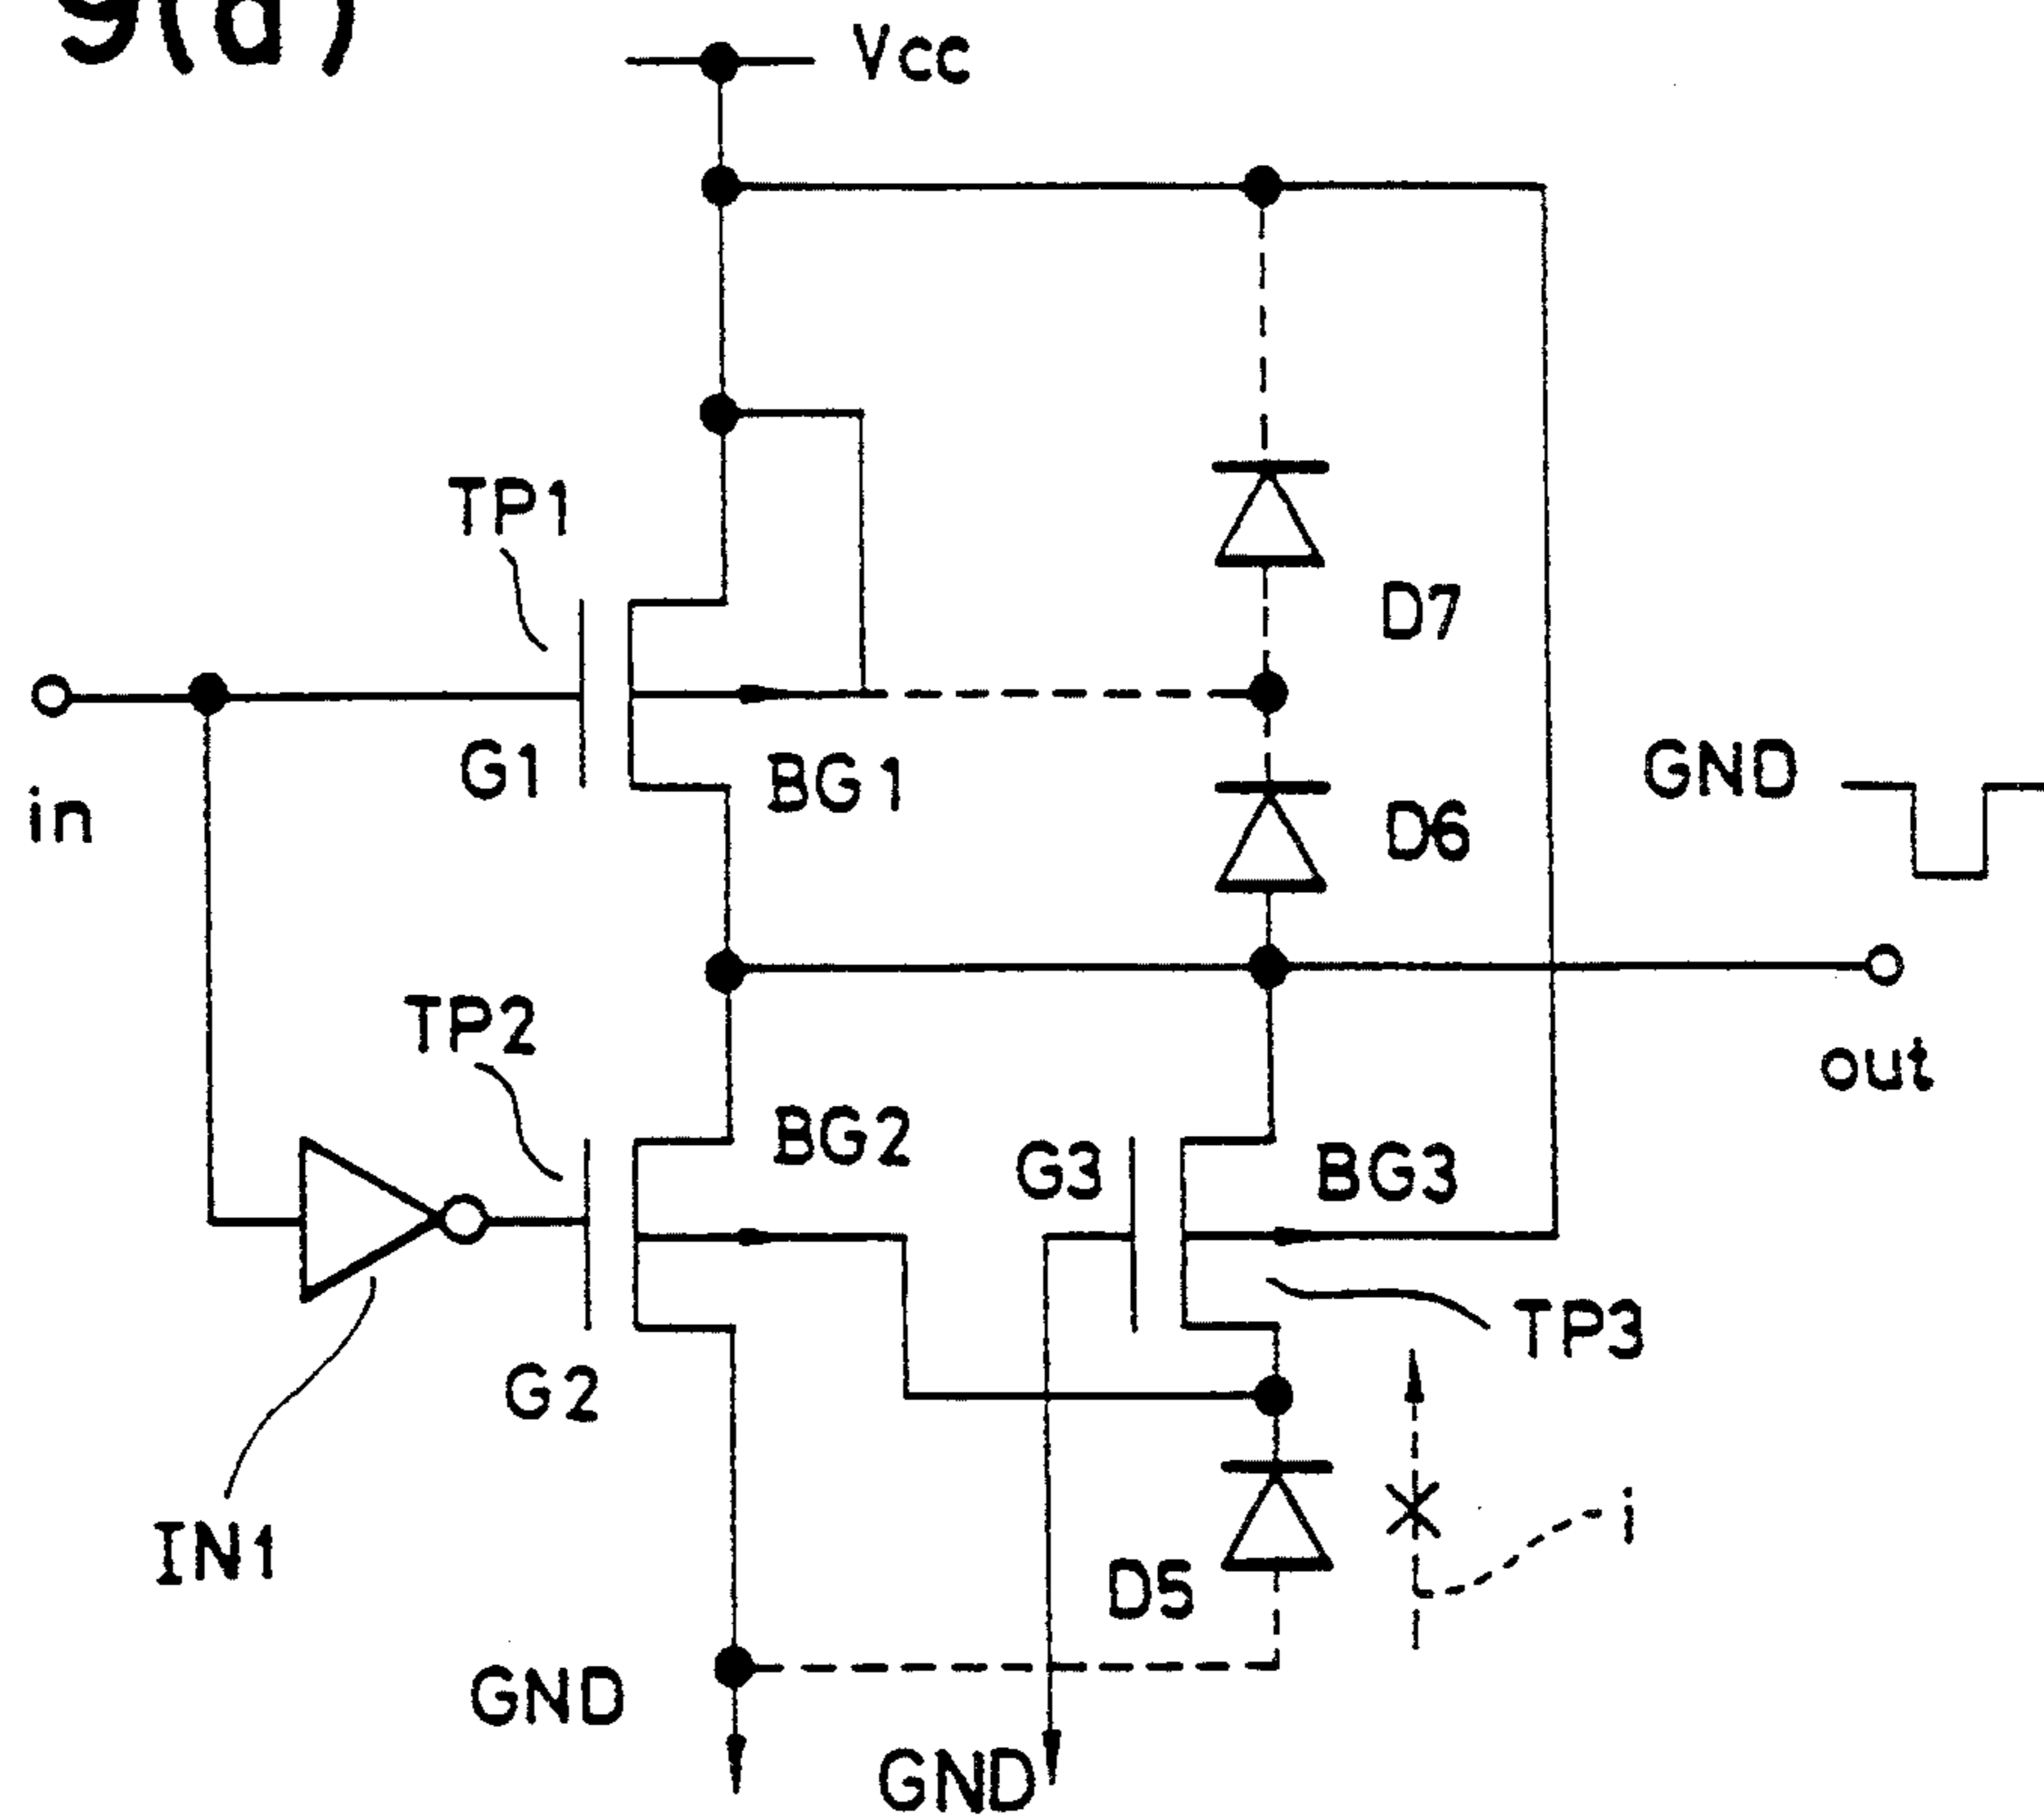 9(d)
Vcc
TP1
D7
G1
BG1
GND
in
D6
TP2
out
BG2
G3
BG3
TP3
G2
i
IN1
D5
GND
GND